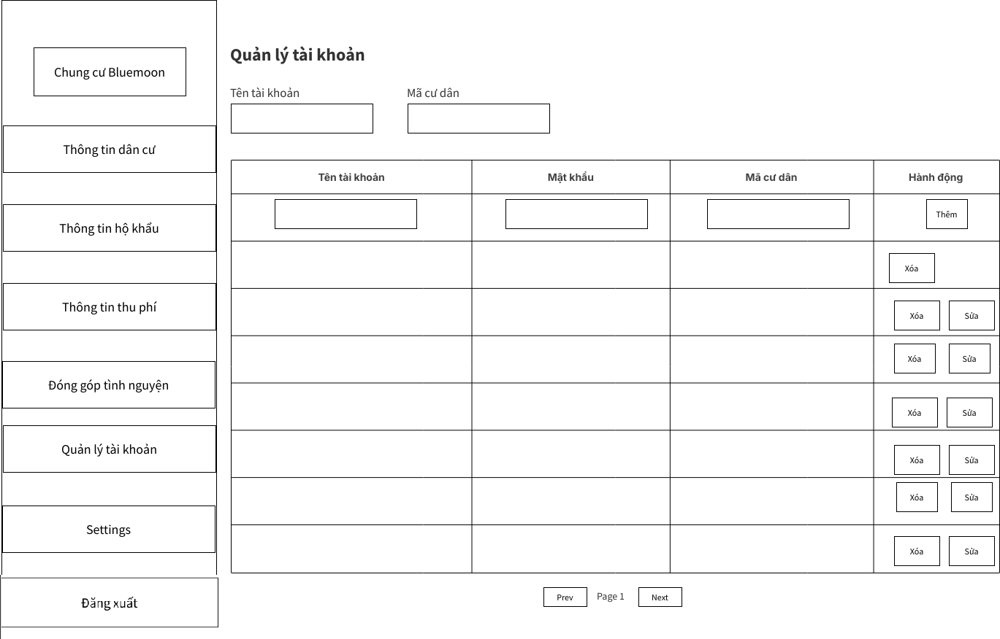 Chung cư Bluemoon
Thông tin dân cư
Thông tin hộ khẩu
Thông tin thu phí
Đóng góp tình nguyện
Quản lý tài khoản
Settings
Đăng xuất
Quản lý tài khoản
Tên tài khoản Mã cư dân
Tên tài khoản Mật khẩu Mã cư dân Hành động
Thêm
Xóa
Xóa Sửa
Xóa Sửa
Xóa Sửa
Xóa Sửa
Xóa Sửa
Xóa Sửa
Prev Page 1 Next